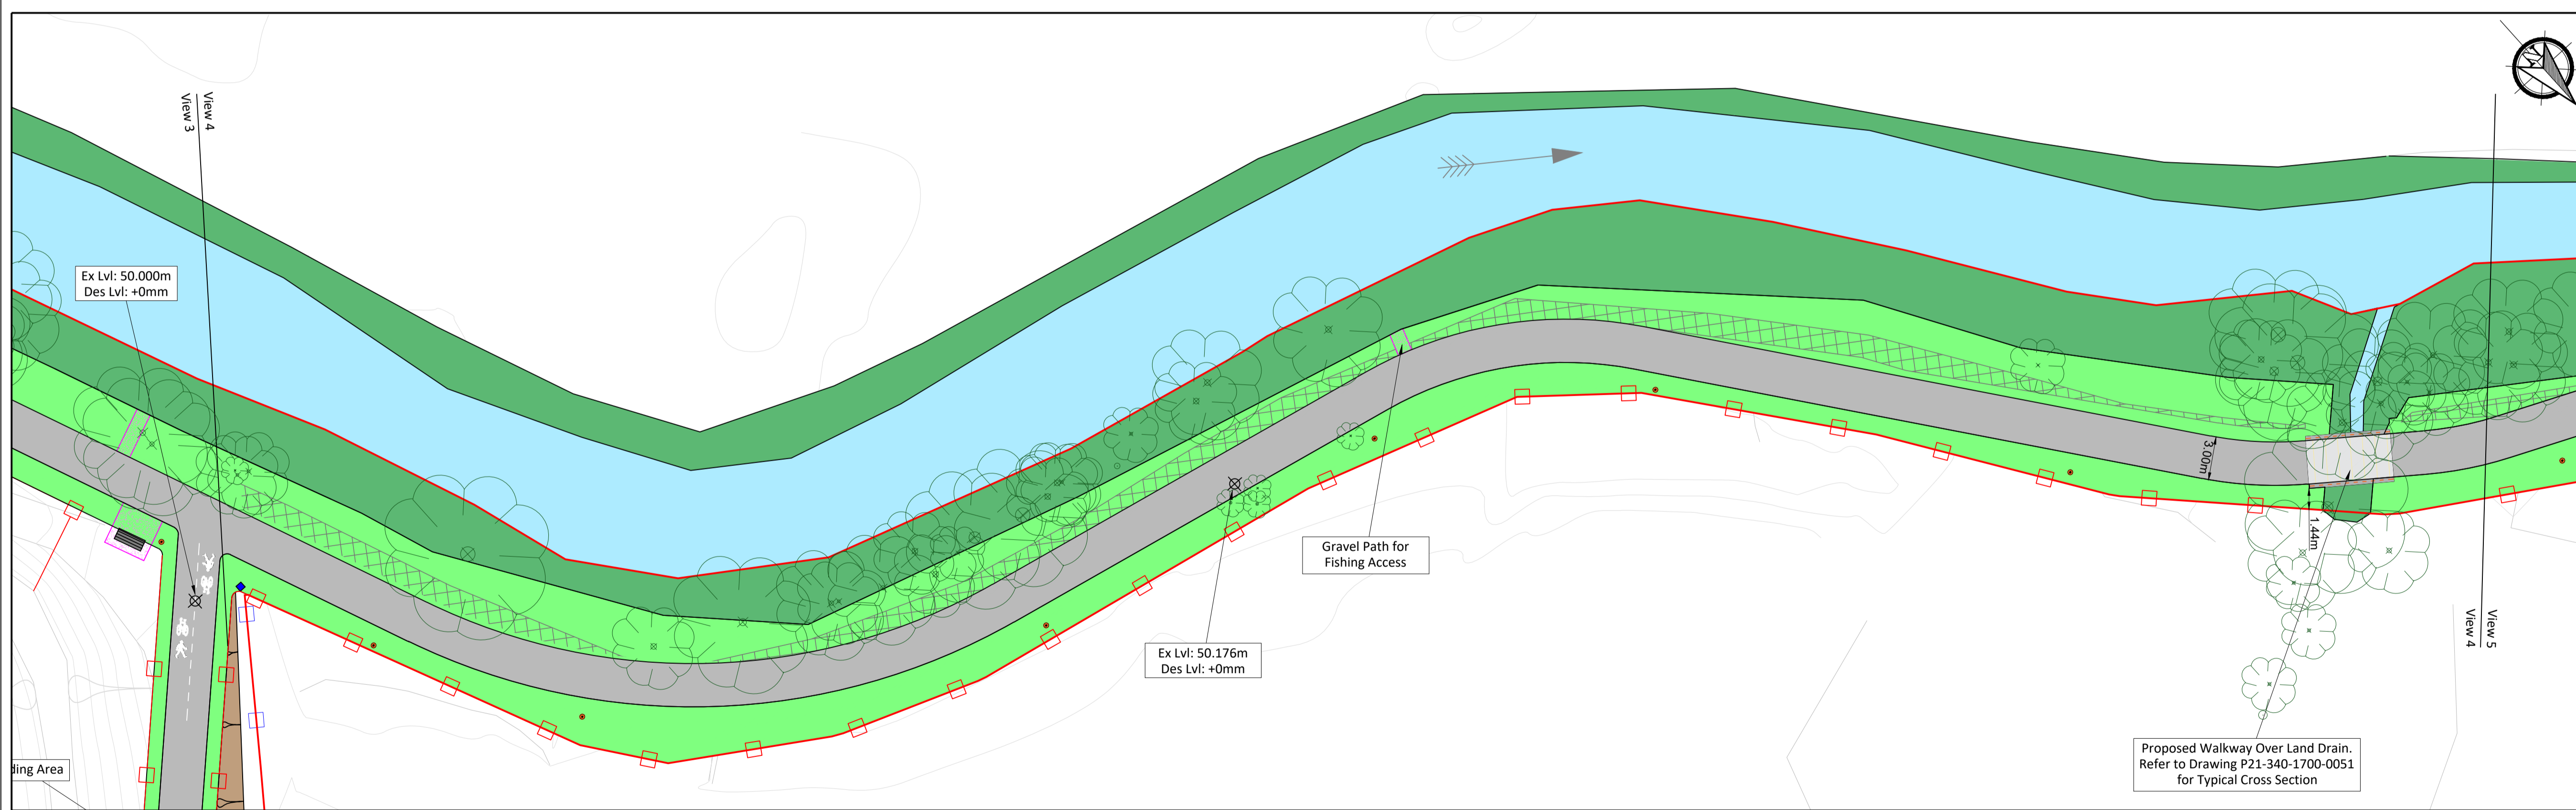 View 4
View 3
Ex Lvl: 50.000m
Des Lvl: +0mm
Gravel Path for
Fishing Access
Ex Lvl: 50.176m
Des Lvl: +0mm
3.00m
1.44m
View 5
View 4
ding Area
Proposed Walkway Over Land Drain.
Refer to Drawing P21-340-1700-0051
for Typical Cross Section
N